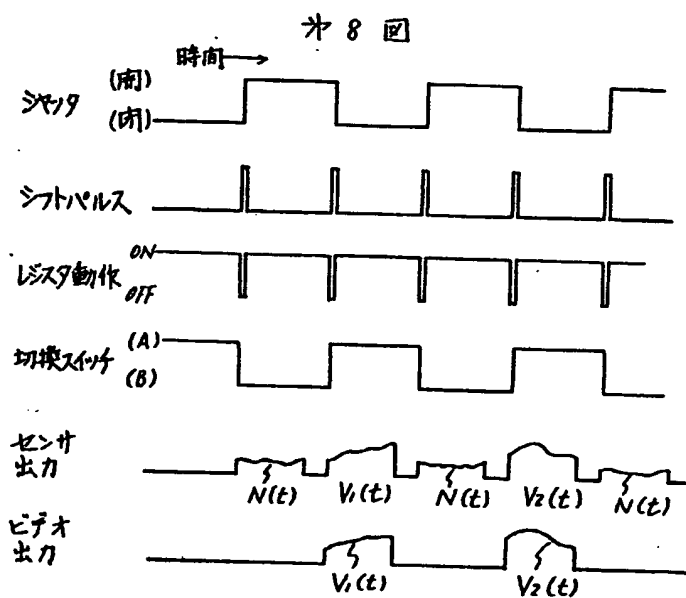 第8図
時間
シャッタ (開)
(閉)
シフトパルス
レジスタ動作 ON
OFF
切換スイッチ (A)
(B)
センサ
出力
N(t) V1(t) N(t) V2(t) N(t)
ビデオ
出力
V1(t) V2(t)